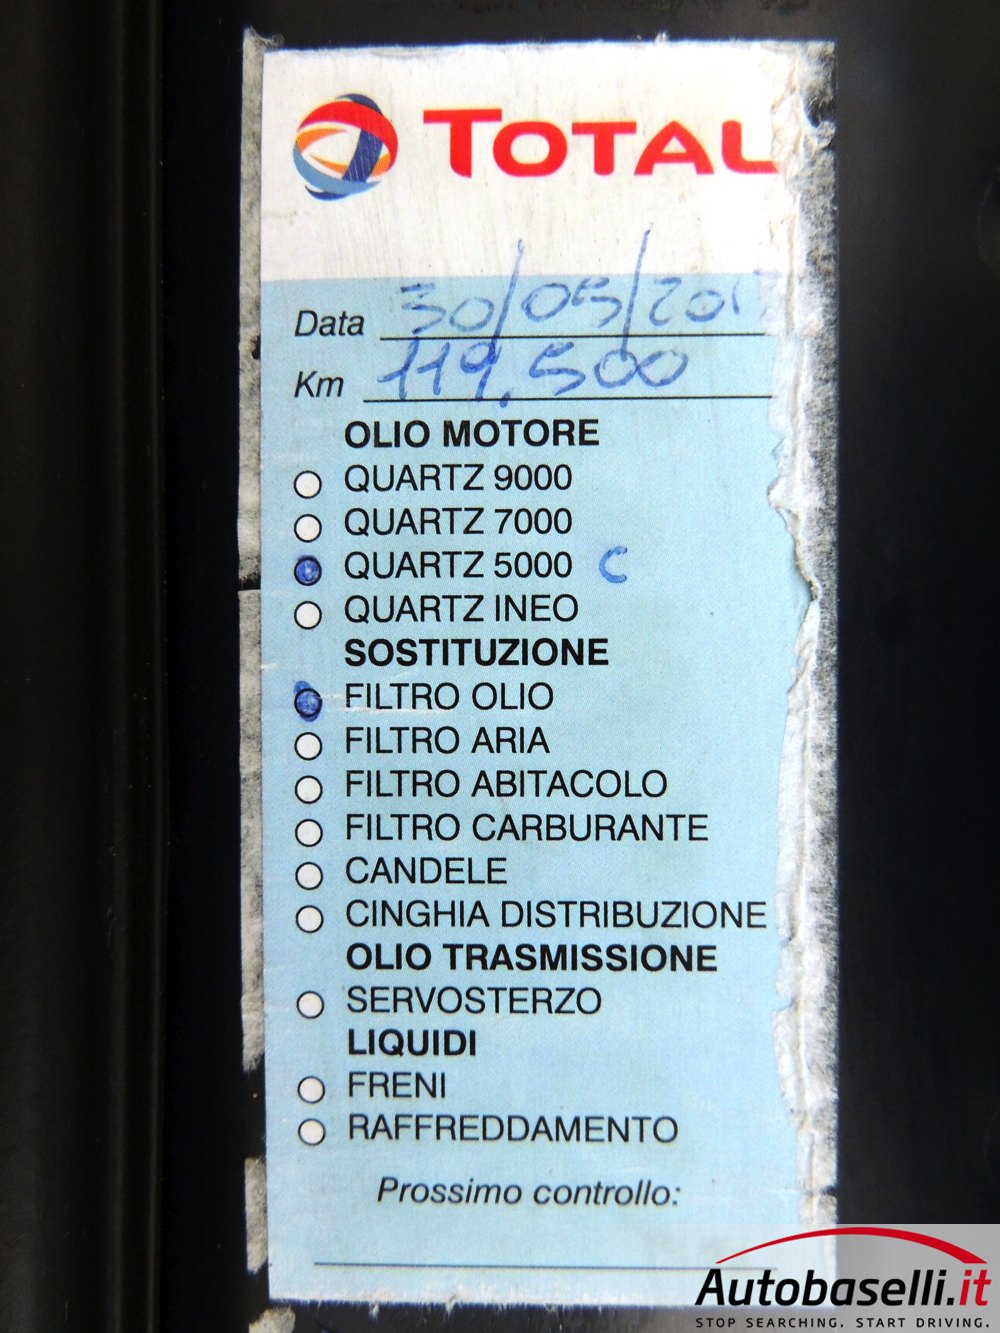 TOTAL
Data 30/05/201
Km 119.500
OLIO MOTORE
QUARTZ 9000
QUARTZ 7000
QUARTZ 5000 C
QUARTZ INEO
SOSTITUZIONE
FILTRO OLIO
FILTRO ARIA
FILTRO ABITACOLO
FILTRO CARBURANTE
CANDELE
CINGHIA DISTRIBUZIONE
OLIO TRASMISSIONE
SERVOSTERZO
LIQUIDI
FRENI
RAFFREDDAMENTO
Prossimo controllo:
Autobaselli.it
STOP SEARCHING. START DRIVING.